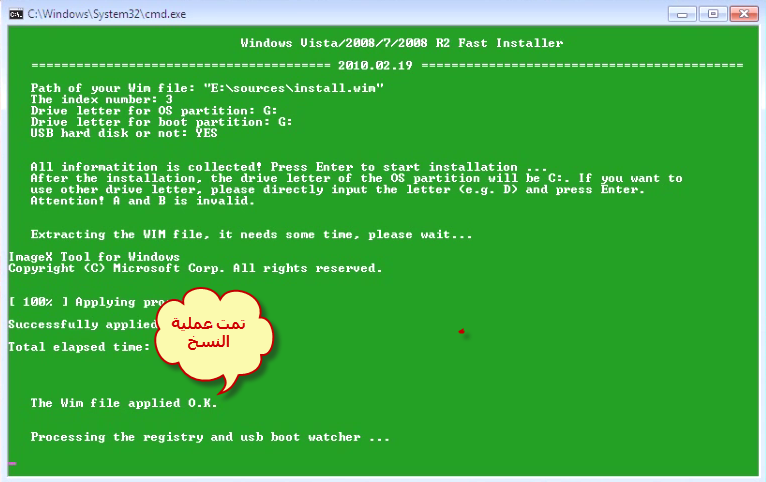 C:\Windows\System32\cmd.exe
Windows Vista/2008/7/2008 R2 Fast Installer
======================================= 2010.02.19 ==========================================
Path of your Wim file: "E:\sources\install.wim"
The index number: 3
Drive letter for OS partition: G:
Drive letter for boot partition: G:
USB hard disk or not: YES
All informatition is collected! Press Enter to start installation ...
After the installation, the drive letter of the OS partition will be C:. If you want to
use other drive letter, please directly input the letter (e.g. D) and press Enter.
Attention! A and B is invalid.
Extracting the WIM file, it needs some time, please wait...
ImageX Tool for Windows
Copyright (C) Microsoft Corp. All rights reserved.
[ 100% ] Applying pro
Successfully applied
Total elapsed time:
تمت عملية
النسخ
The Wim file applied O.K.
Processing the registry and usb boot watcher ...